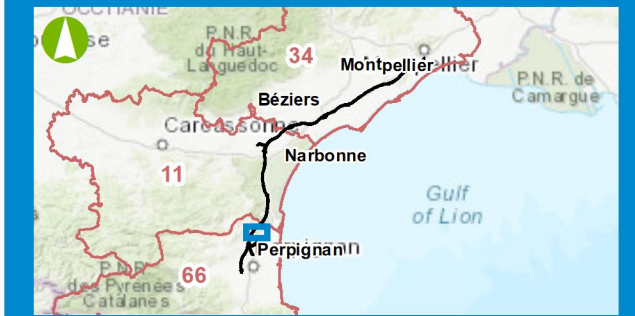 OCCITANIE
P.N.R.
du Haut-
Languedoc
34
Montpellier
P.N.R. de
Camargue
Béziers
Carcassonne
Narbonne
11
Gulf
of Lion
Perpignan
P.N.R.
des Pyrénées
Catalanes
66